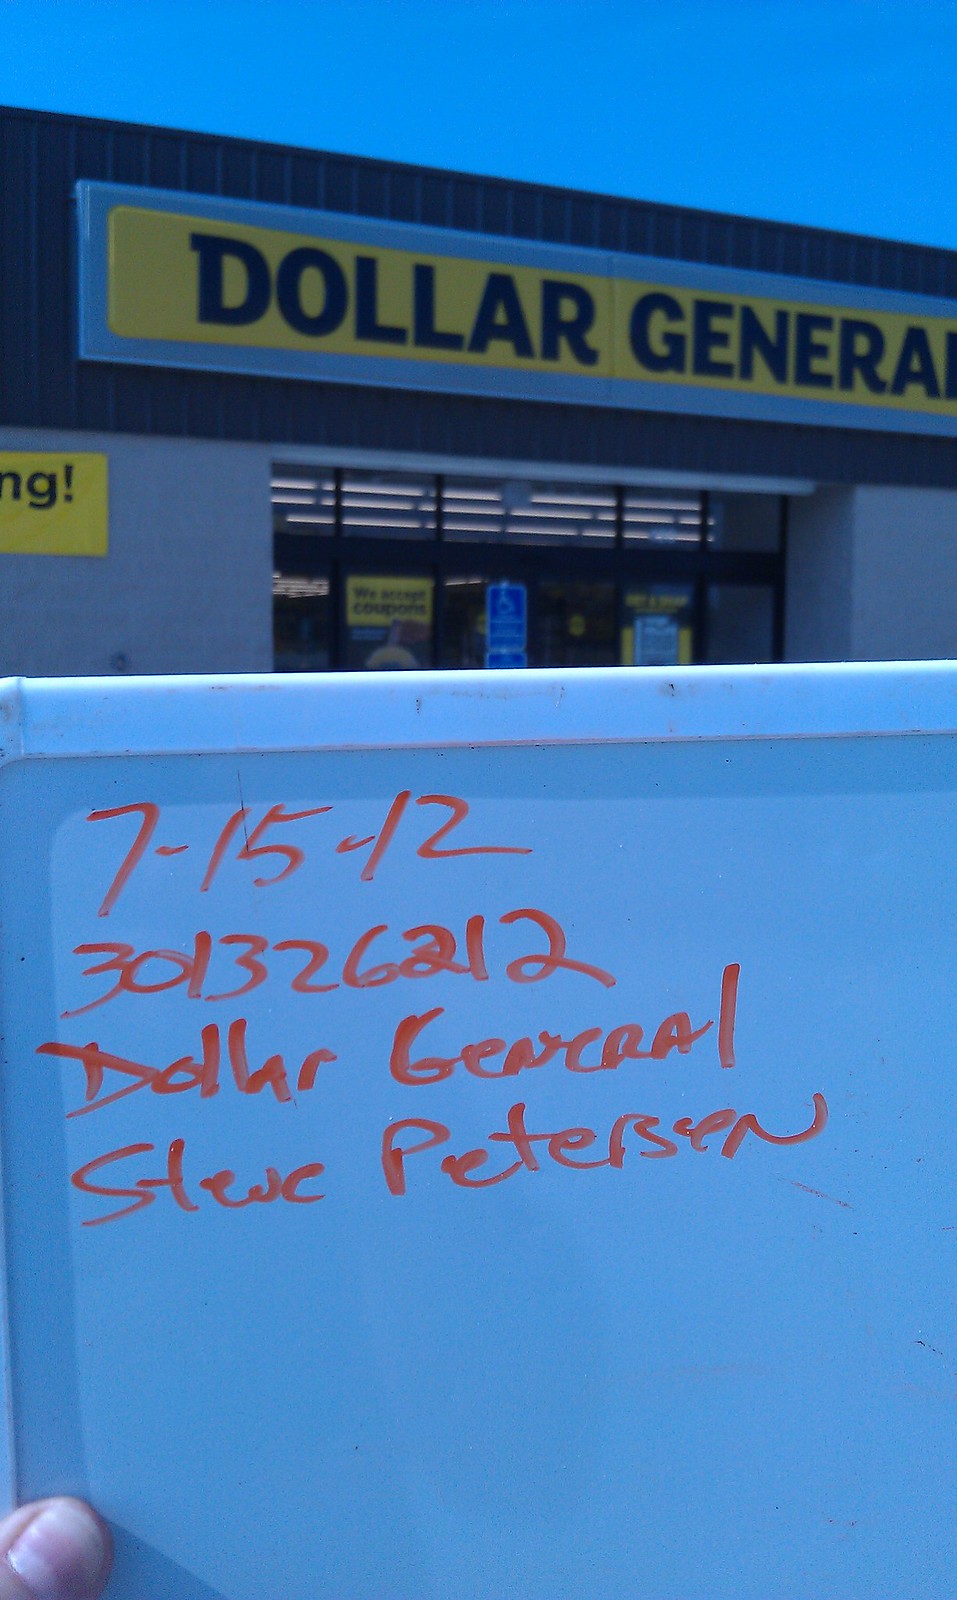 DOLLAR GENERAL
ng!
We accept
coupons
7-15-12
301326212
Dollar General
Steve Petersen